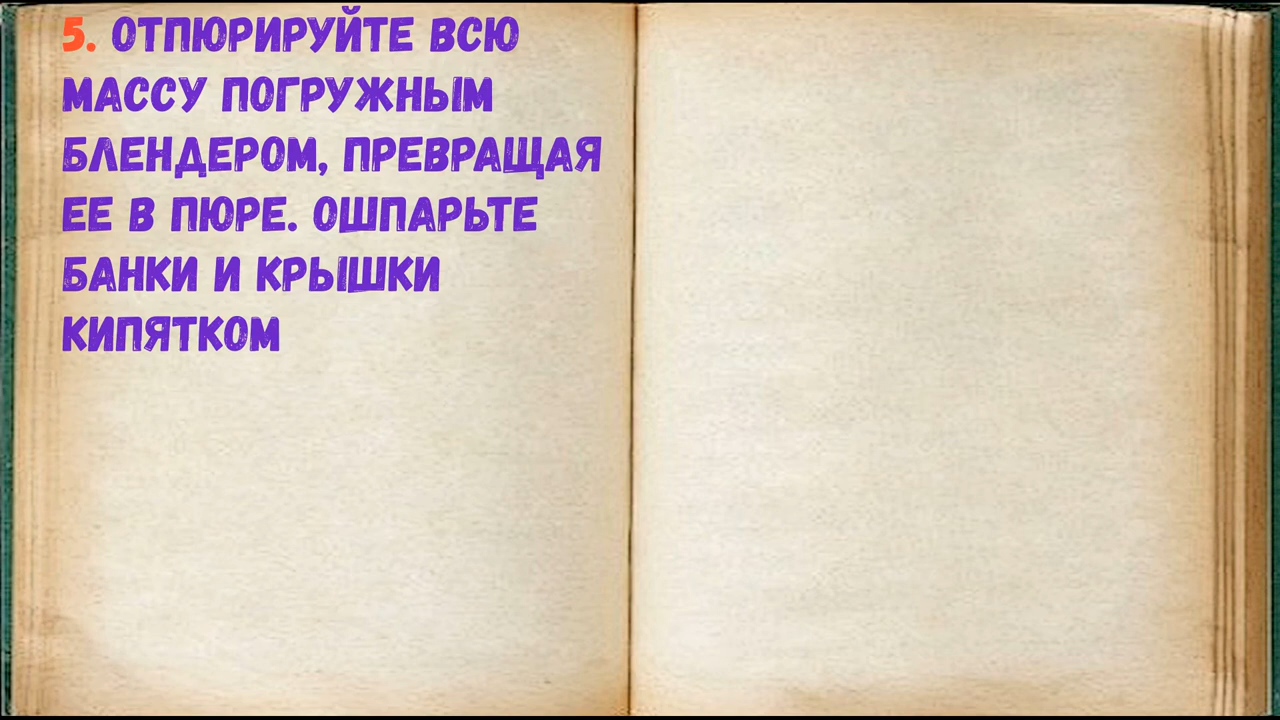 5. ОТПЮРИРУЙТЕ ВСЮ
МАССУ ПОГРУЖНЫМ
БЛЕНДЕРОМ, ПРЕВРАЩАЯ
ЕЕ В ПЮРЕ. ОШПАРЬТЕ
БАНКИ И КРЫШКИ
КИПЯТКОМ